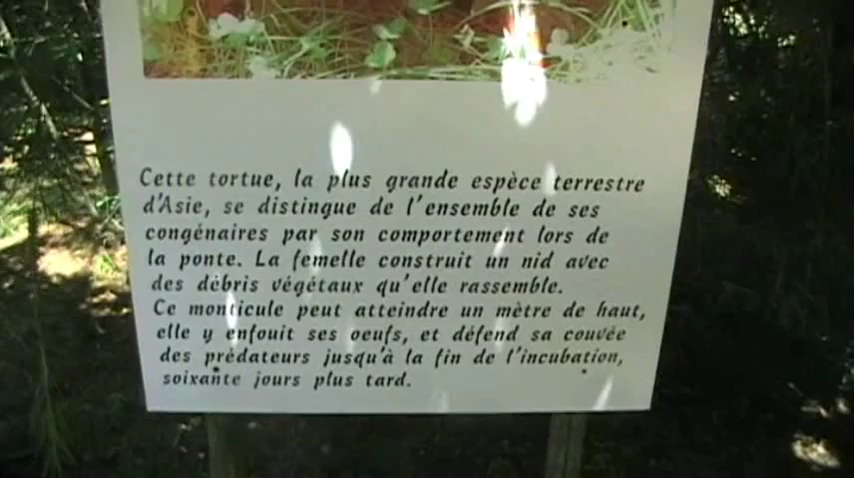 Cette tortue, la plus grande espèce terrestre
d'Asie, se distingue de l'ensemble de ses
congénaires par son comportement lors de
la ponte. La femelle construit un nid avec
des débris végétaux qu'elle rassemble.
Ce monticule peut atteindre un mètre de haut,
elle y enfouit ses oeufs, et défend sa couvée
des prédateurs jusqu'à la fin de l'incubation,
soixante jours plus tard.